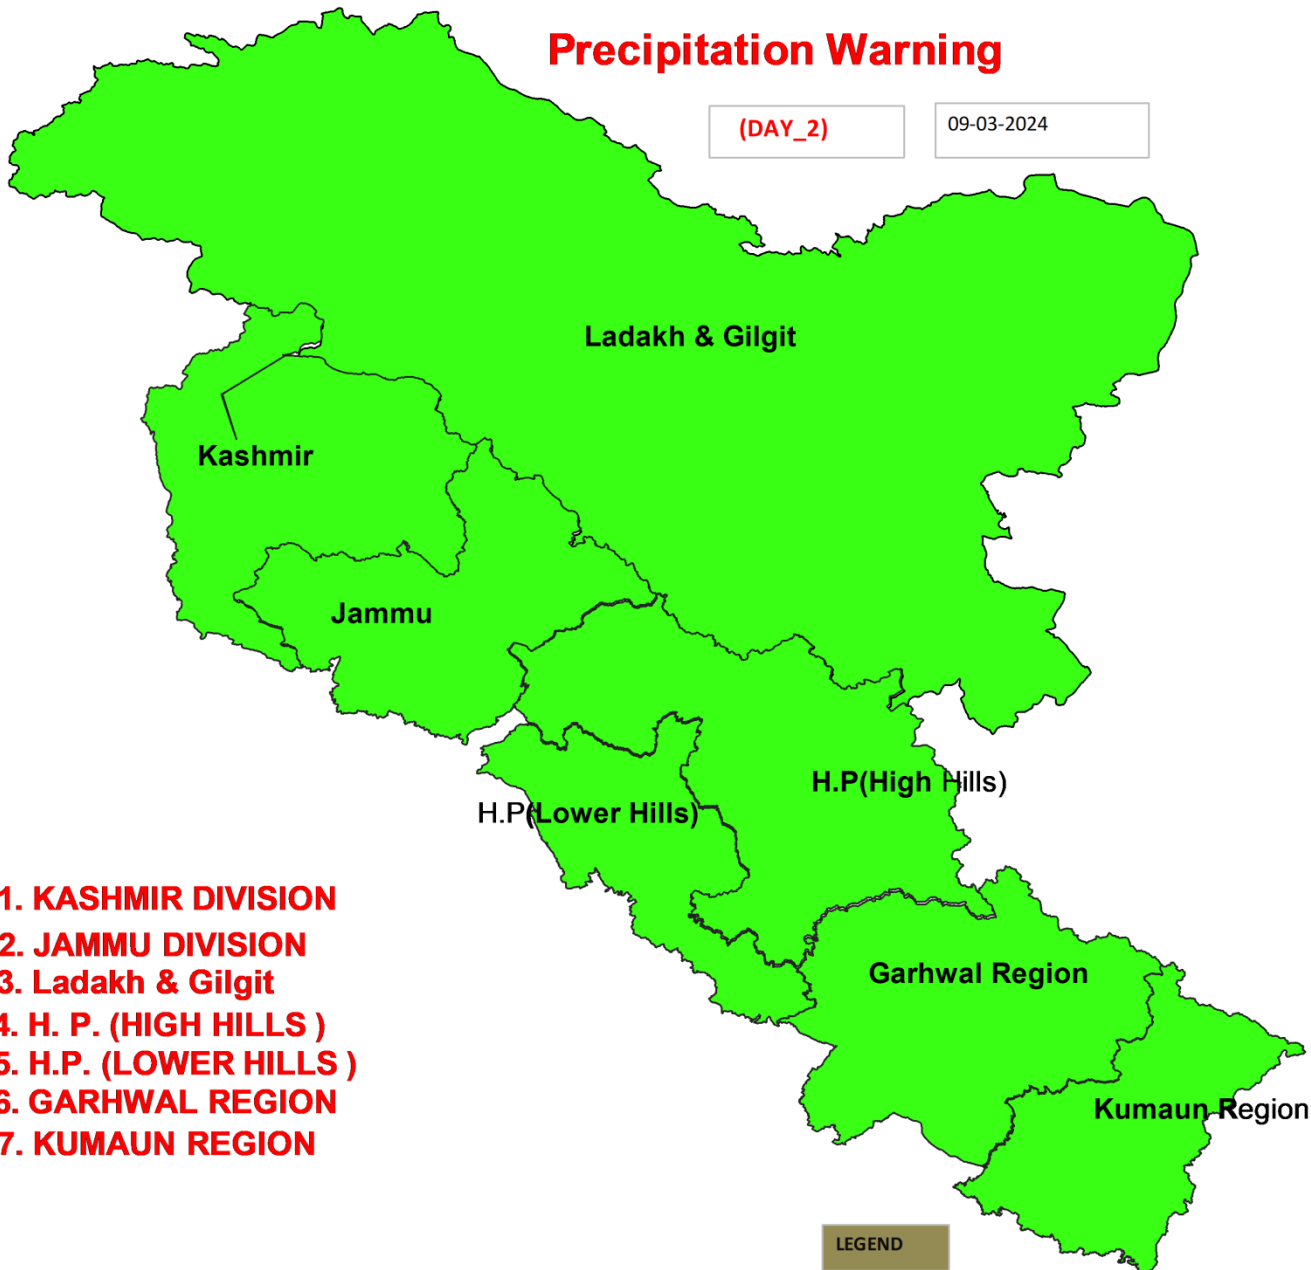 Precipitation Warning
(DAY_2)
09-03-2024
Ladakh & Gilgit
Kashmir
Jammu
H.P(High Hills)
H.P(Lower Hills)
Garhwal Region
Kumaun Region
1. KASHMIR DIVISION
2. JAMMU DIVISION
3. Ladakh & Gilgit
4. H. P. (HIGH HILLS )
5. H.P. (LOWER HILLS )
6. GARHWAL REGION
7. KUMAUN REGION
LEGEND